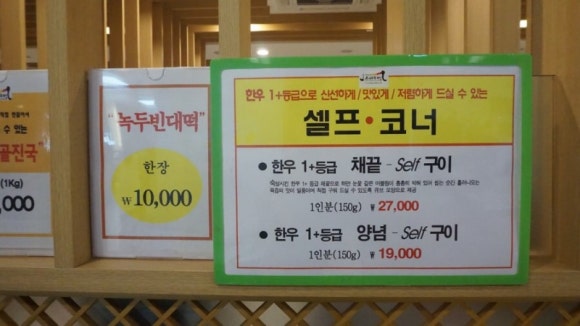 수 있는
골진국"
(1Kg)
,000
"녹두빈대떡"
한장
₩10,000
한우 1+등급으로 신선하게/맛있게/저렴하게 드실 수 있는
셀프·코너
• 한우 1+등급 채끝 - Self 구이
1인분(150g) ₩27,000
• 한우 1+등급 양념 - Self 구이
1인분(150g) ₩19,000